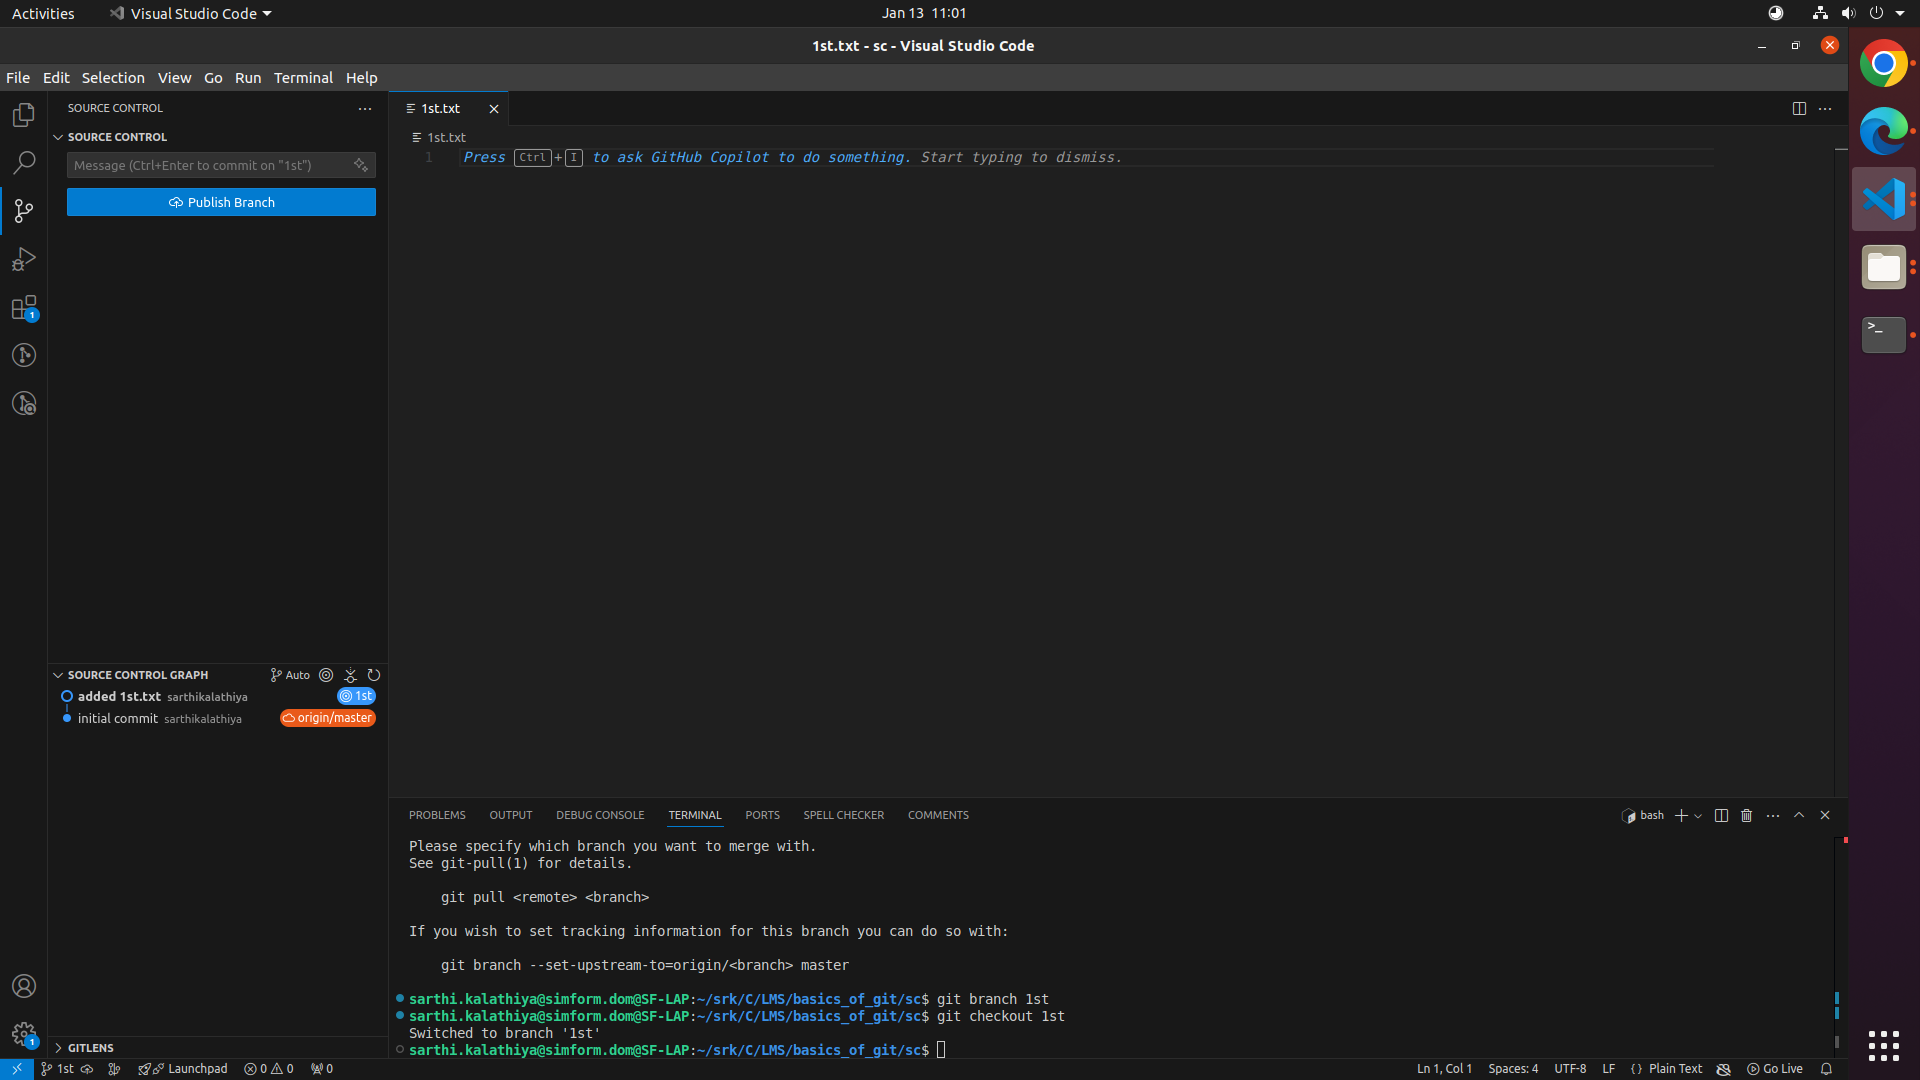 Activities
Visual Studio Code
Jan 13 11:01
1st.txt - sc - Visual Studio Code
File Edit Selection View Go Run Terminal Help
SOURCE CONTROL
SOURCE CONTROL
Message (Ctrl+Enter to commit on "1st")
Publish Branch
1
SOURCE CONTROL GRAPH
Auto
added 1st.txt sarthikalathiya 1st
initial commit sarthikalathiya origin/master
GITLENS
1
1st.txt
1st.txt
1 Press Ctrl+I to ask GitHub Copilot to do something. Start typing to dismiss.
PROBLEMS OUTPUT DEBUG CONSOLE TERMINAL PORTS SPELL CHECKER COMMENTS
bash
Please specify which branch you want to merge with.
See git-pull(1) for details.
git pull <remote> <branch>
If you wish to set tracking information for this branch you can do so with:
git branch --set-upstream-to=origin/<branch> master
sarthi.kalathiya@simform.dom@SF-LAP:~/srk/C/LMS/basics_of_git/sc$ git branch 1st
sarthi.kalathiya@simform.dom@SF-LAP:~/srk/C/LMS/basics_of_git/sc$ git checkout 1st
Switched to branch '1st'
sarthi.kalathiya@simform.dom@SF-LAP:~/srk/C/LMS/basics_of_git/sc$
1st Launchpad 0 0 0
Ln 1, Col 1 Spaces: 4 UTF-8 LF {} Plain Text Go Live
>_